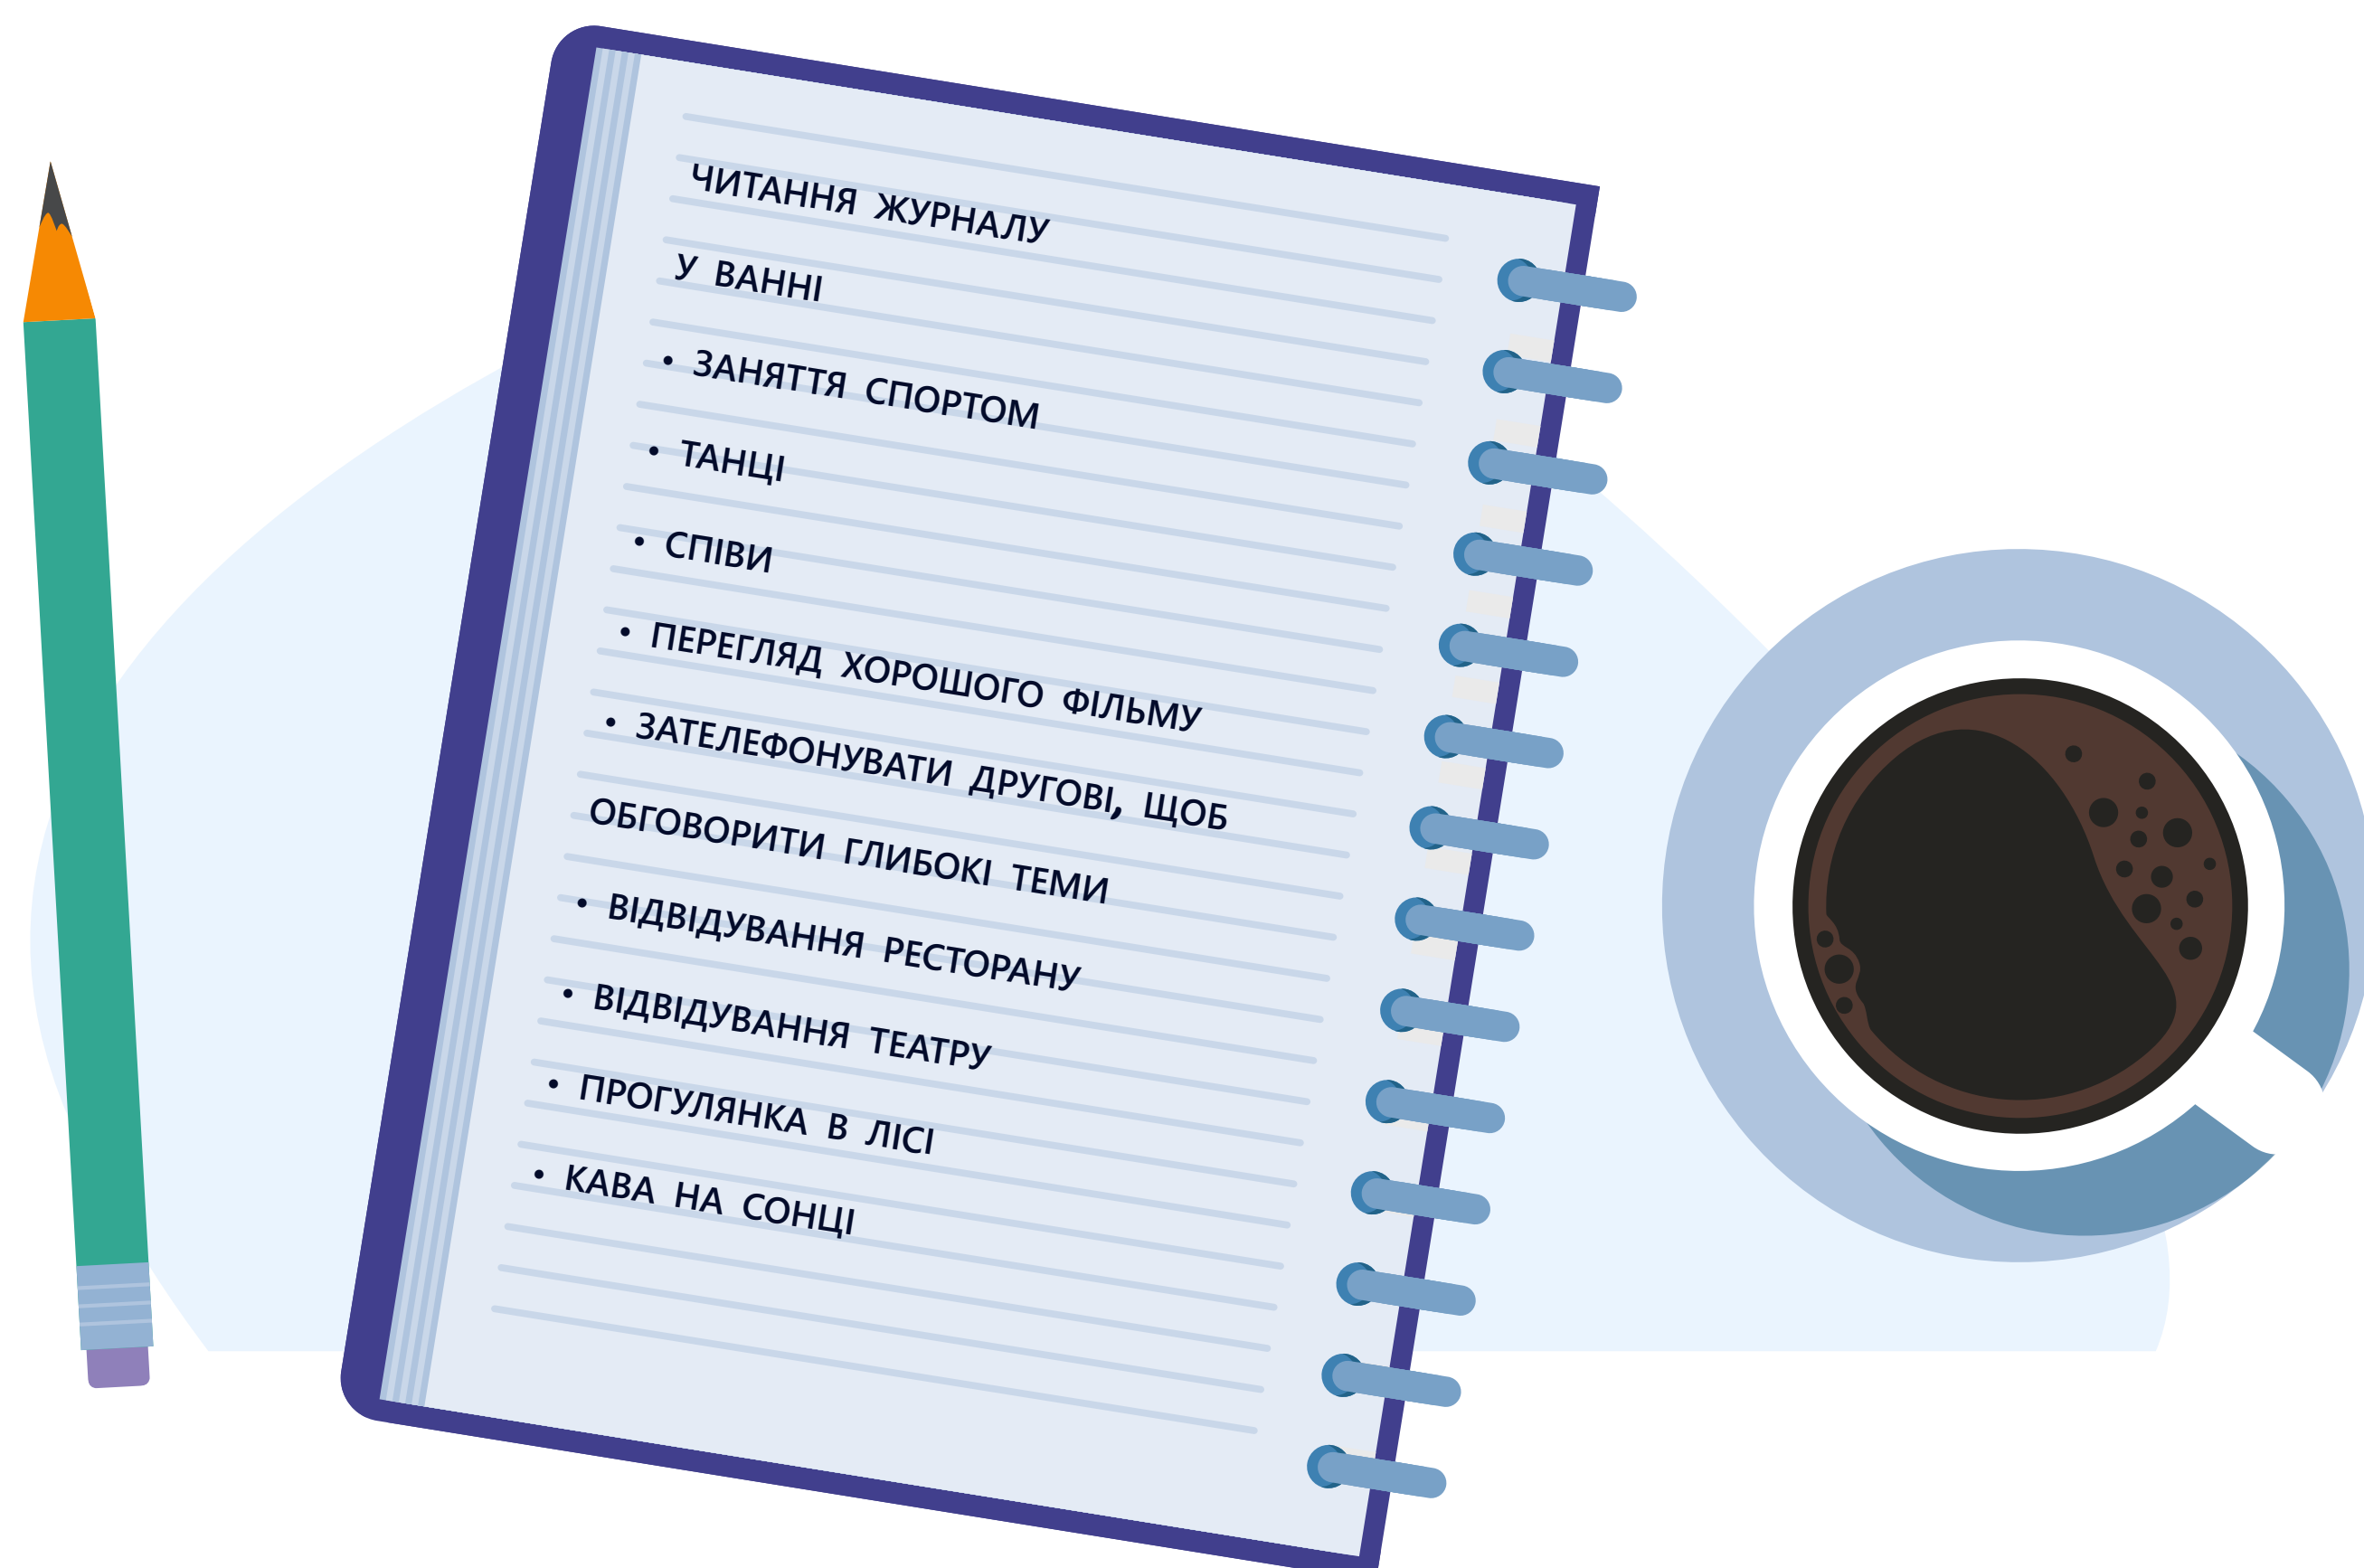 ЧИТАННЯ ЖУРНАЛУ
У ВАННІ
• ЗАНЯТТЯ СПОРТОМ
• ТАНЦІ
• СПІВИ
• ПЕРЕГЛЯД ХОРОШОГО ФІЛЬМУ
• ЗАТЕЛЕФОНУВАТИ ДРУГОВІ, ЩОБ
ОБГОВОРИТИ ГЛИБОКІ ТЕМИ
• ВІДВІДУВАННЯ РЕСТОРАНУ
• ВІДВІДУВАННЯ ТЕАТРУ
• ПРОГУЛЯНКА В ЛІСІ
• КАВА НА СОНЦІ